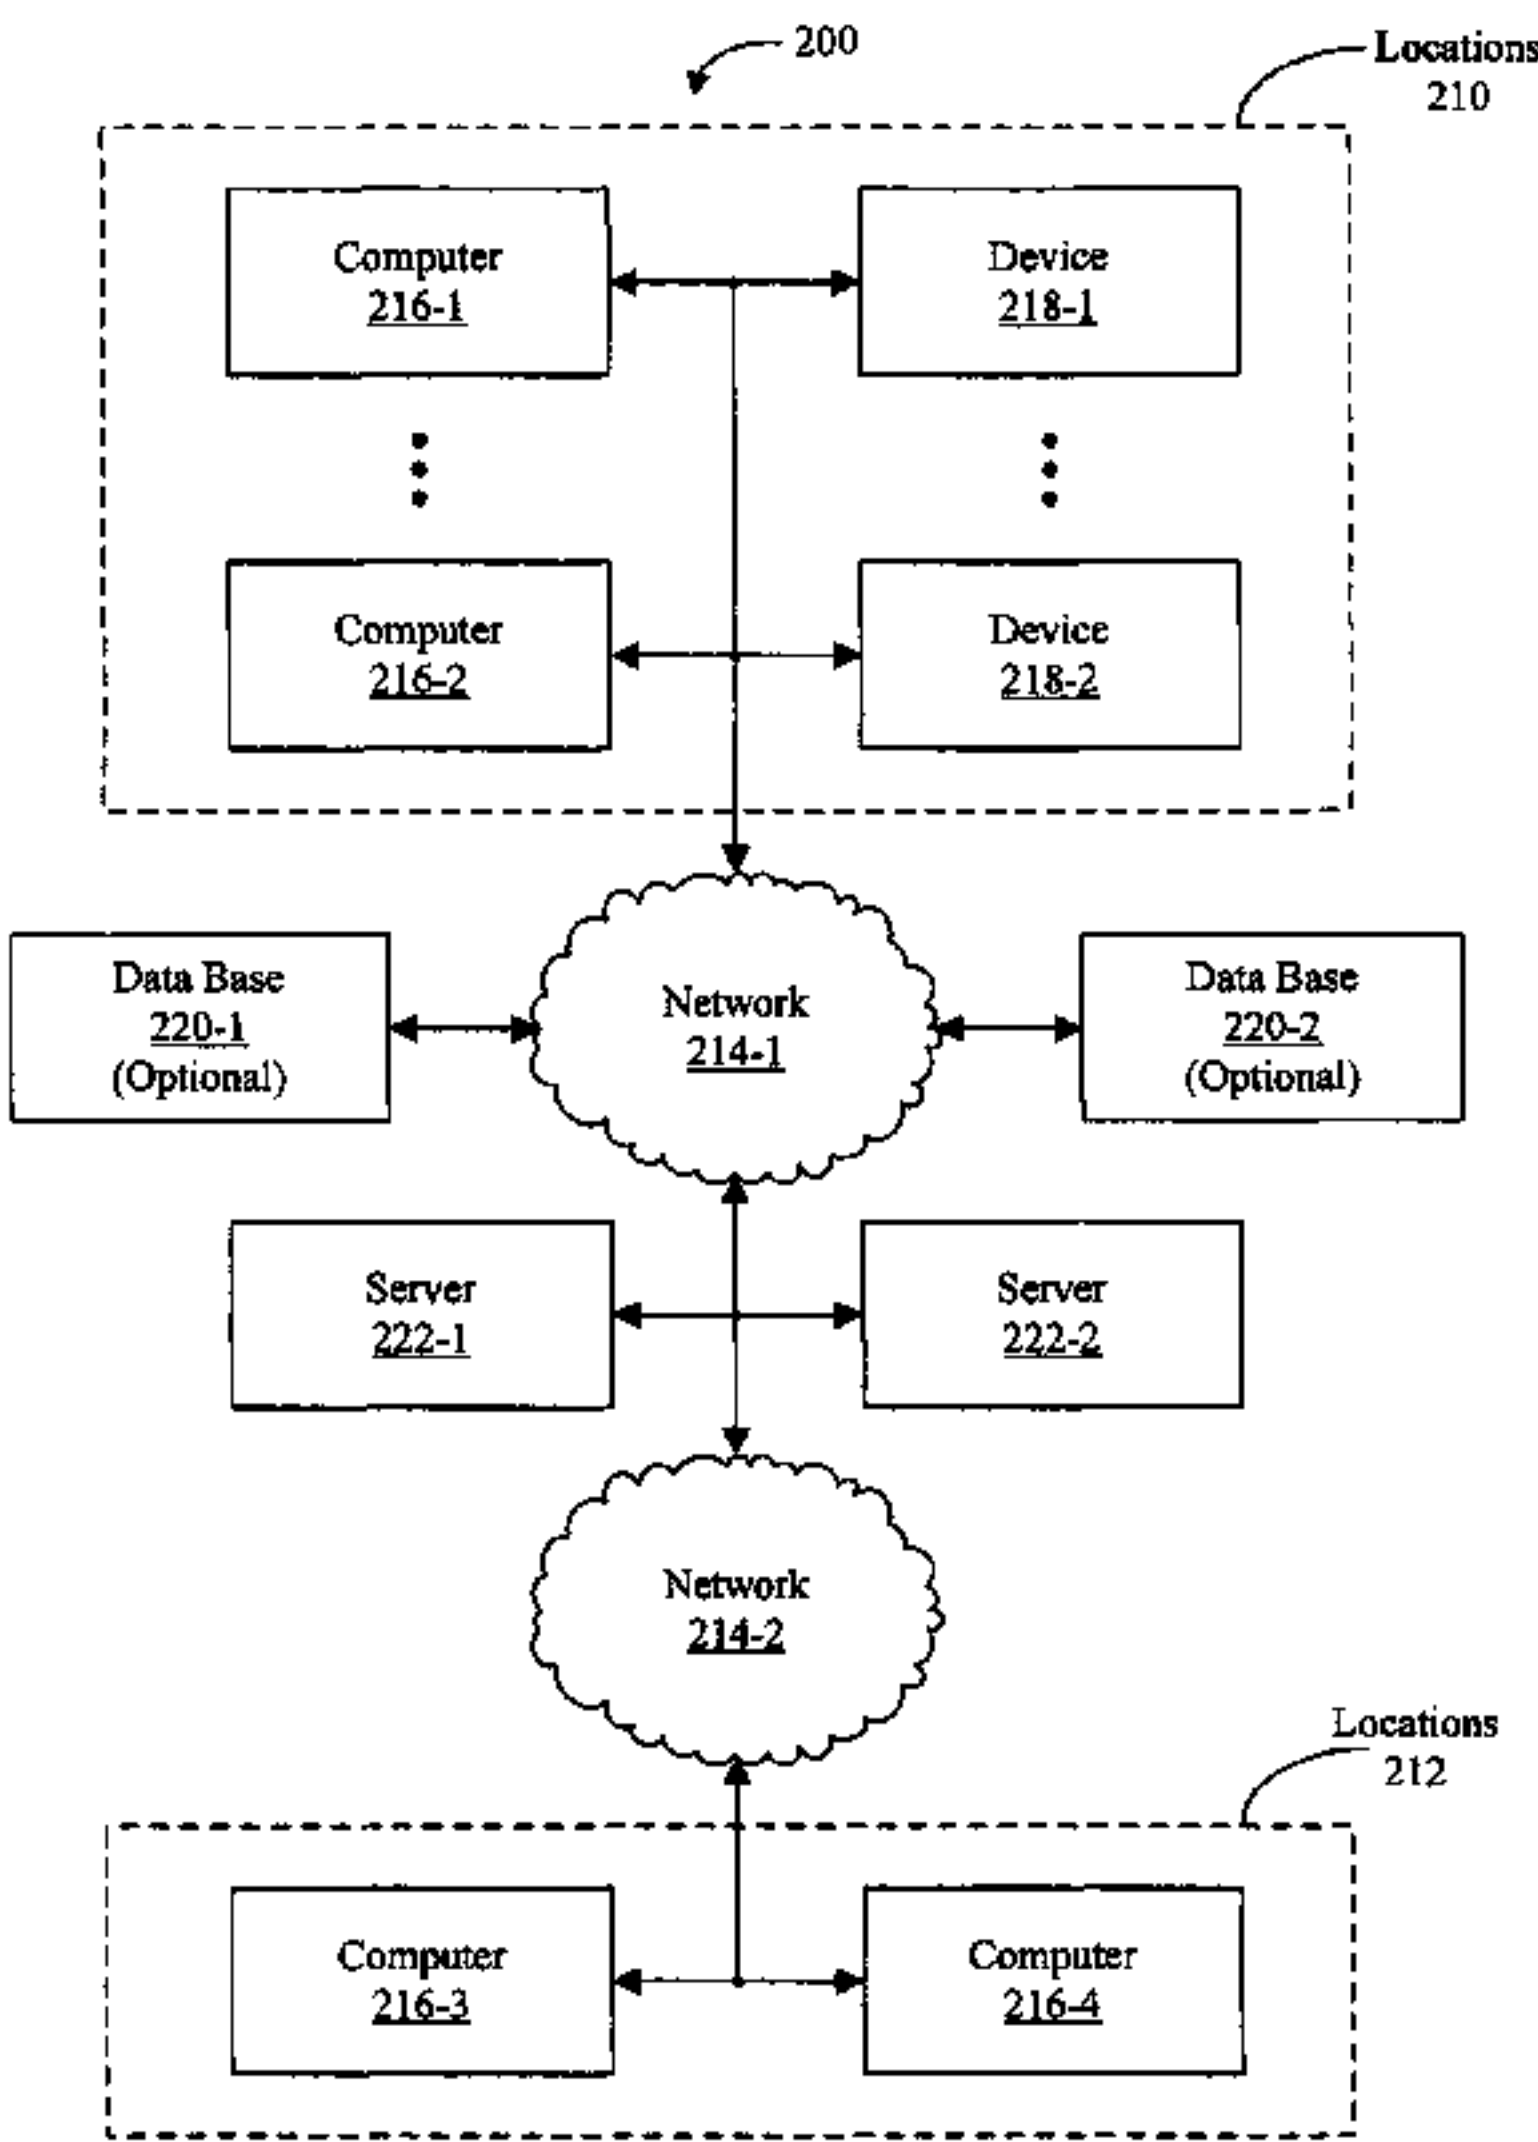 200
Locations
210
Computer
216-1
Device
218-1
Computer
216-2
Device
218-2
Data Base
220-1
(Optional)
Network
214-1
Data Base
220-2
(Optional)
Server
222-1
Server
222-2
Network
214-2
Locations
212
Computer
216-3
Computer
216-4